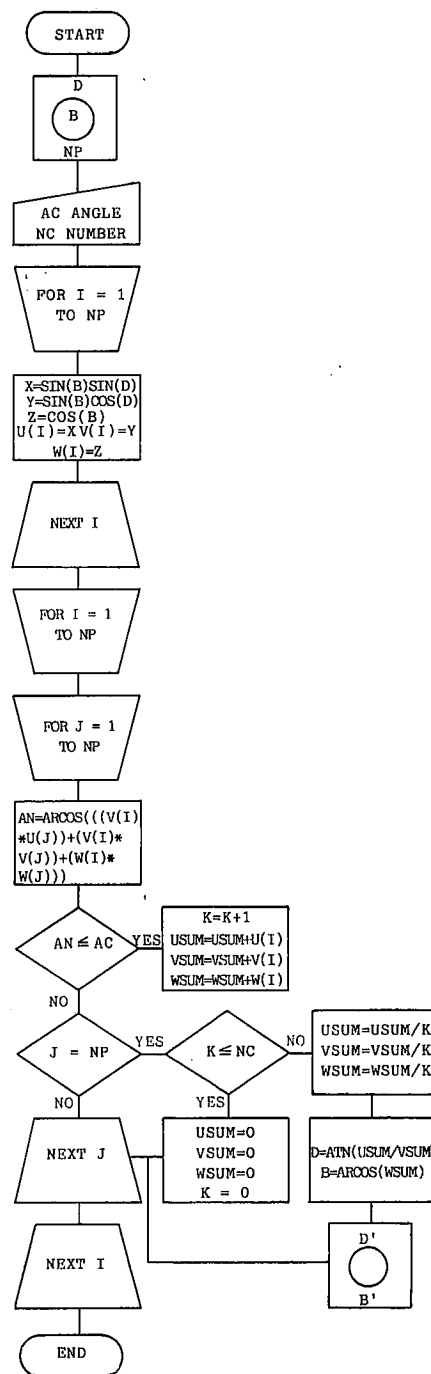 START
D
B
NP
AC ANGLE
NC NUMBER
FOR I = 1
TO NP
X=SIN(B)SIN(D)
Y=SIN(B)COS(D)
Z=COS(B)
U(I)=X V(I)=Y
W(I)=Z
NEXT I
FOR I = 1
TO NP
FOR J = 1
TO NP
AN=ARCOS(((V(I)
*U(J))+(V(I)*
V(J))+(W(I)*
W(J)))
AN ≤ AC
YES
K=K+1
USUM=USUM+U(I)
VSUM=VSUM+V(I)
WSUM=WSUM+W(I)
NO
J = NP
YES
K ≤ NC
NO
USUM=USUM/K
VSUM=VSUM/K
WSUM=WSUM/K
NO
YES
NEXT J
USUM=0
VSUM=0
WSUM=0
K = 0
D=ATN(USUM/VSUM
B=ARCOS(WSUM)
NEXT I
D'
B'
END